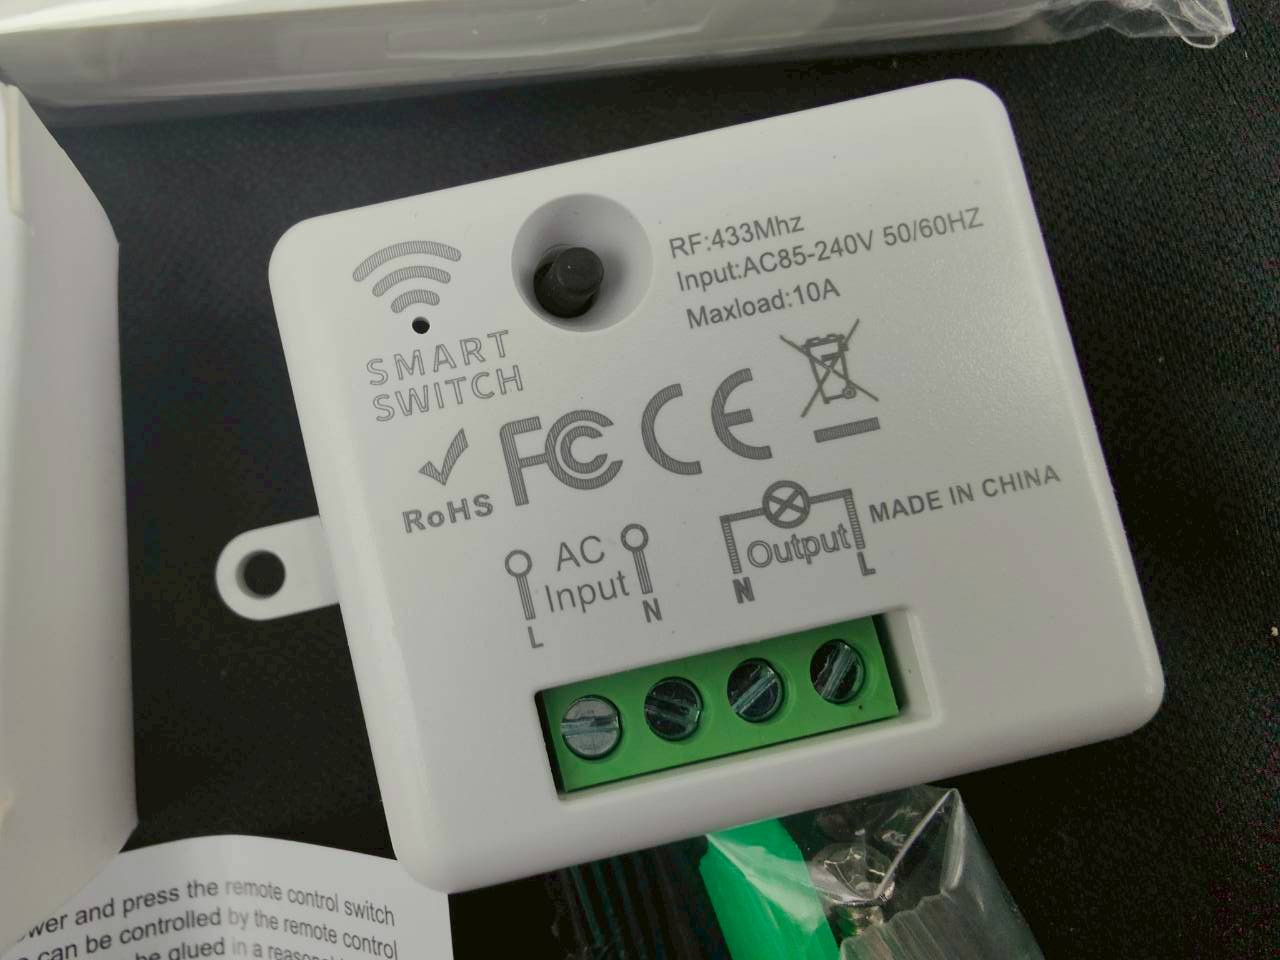 RF:433Mhz
Input:AC85-240V 50/60HZ
Maxload:10A
SMART
SWITCH
RoHS
FC CE
MADE IN CHINA
AC
Input
L
N
Output
N
L
wer and press the remote control switch
can be controlled by the remote control
be glued in a